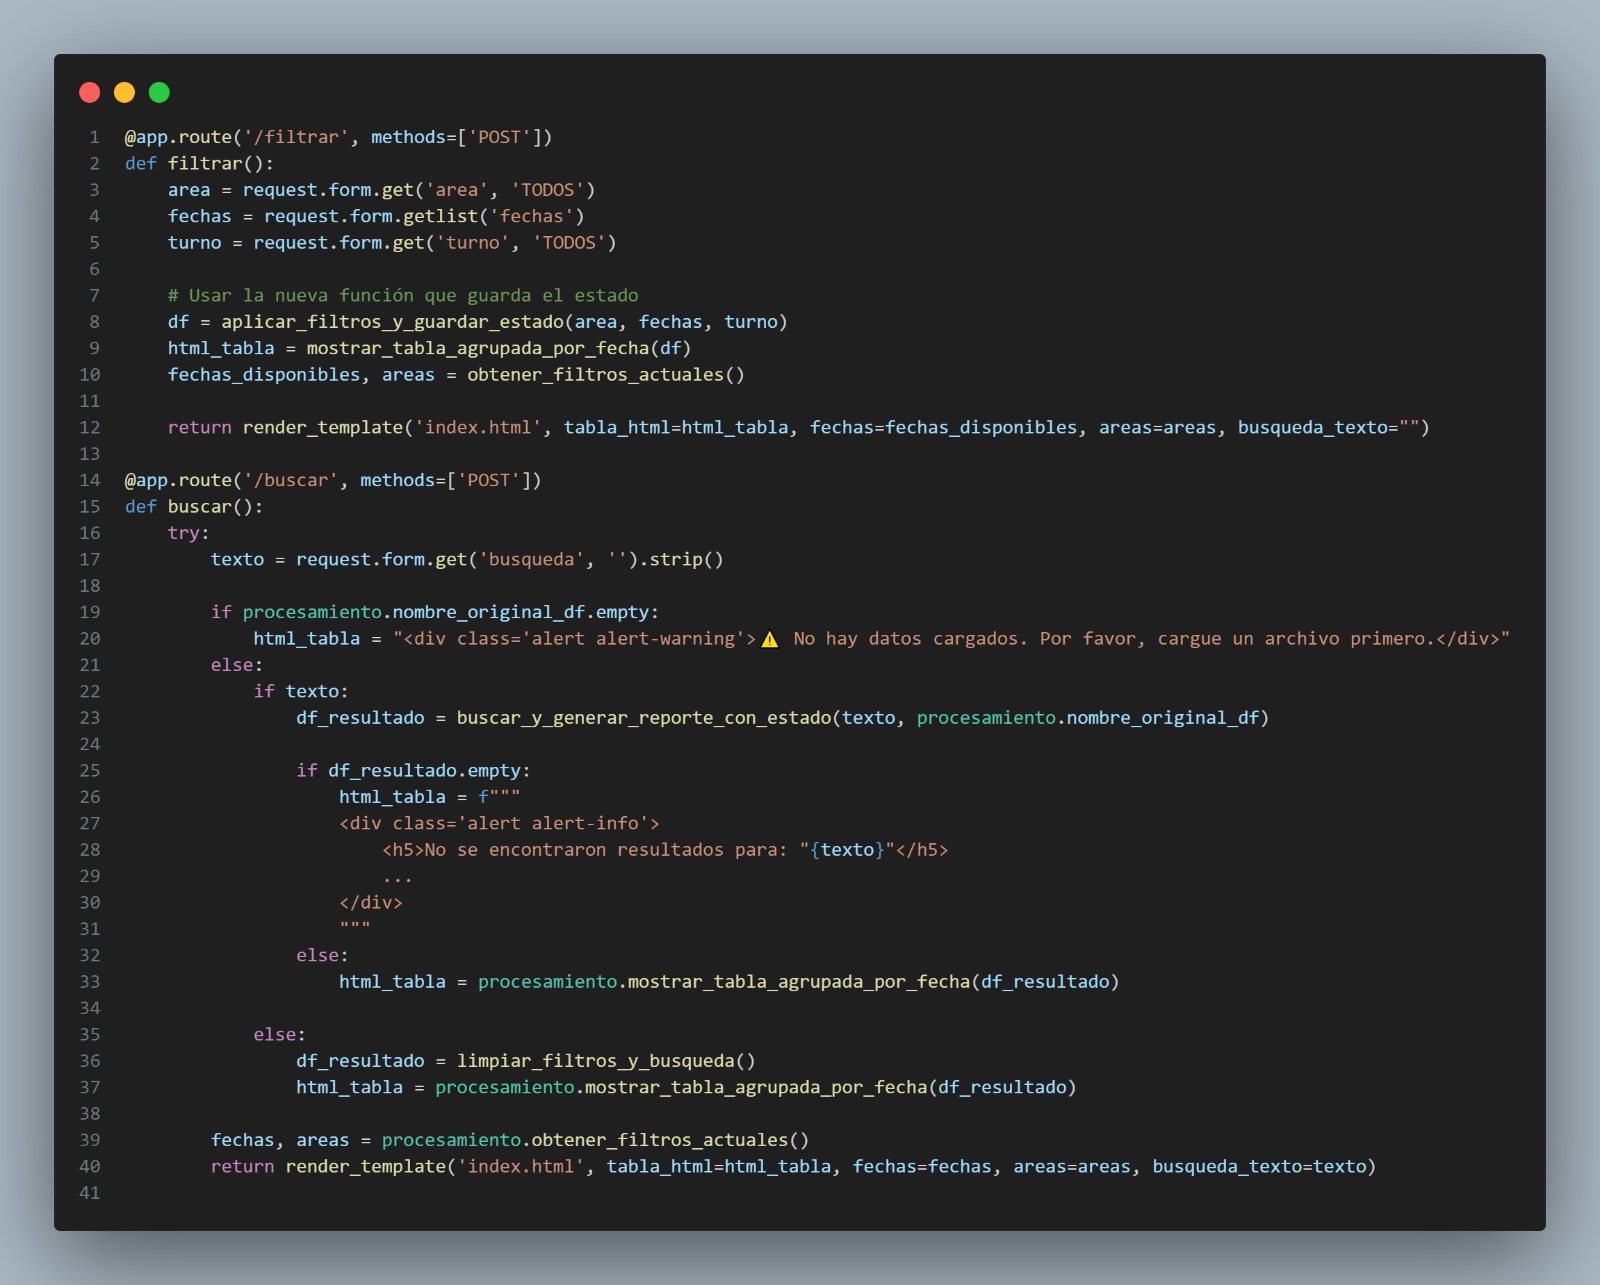 1 @app.route('/filtrar', methods=['POST'])
2 def filtrar():
3     area = request.form.get('area', 'TODOS')
4     fechas = request.form.getlist('fechas')
5     turno = request.form.get('turno', 'TODOS')
6
7     # Usar la nueva función que guarda el estado
8     df = aplicar_filtros_y_guardar_estado(area, fechas, turno)
9     html_tabla = mostrar_tabla_agrupada_por_fecha(df)
10     fechas_disponibles, areas = obtener_filtros_actuales()
11
12     return render_template('index.html', tabla_html=html_tabla, fechas=fechas_disponibles, areas=areas, busqueda_texto="")
13
14 @app.route('/buscar', methods=['POST'])
15 def buscar():
16     try:
17         texto = request.form.get('busqueda', '').strip()
18
19         if procesamiento.nombre_original_df.empty:
20             html_tabla = "<div class='alert alert-warning'>⚠️ No hay datos cargados. Por favor, cargue un archivo primero.</div>"
21         else:
22             if texto:
23                 df_resultado = buscar_y_generar_reporte_con_estado(texto, procesamiento.nombre_original_df)
24
25                 if df_resultado.empty:
26                     html_tabla = f"""
27                     <div class='alert alert-info'>
28                         <h5>No se encontraron resultados para: "{texto}"</h5>
29                         ...
30                     </div>
31                     """
32                 else:
33                     html_tabla = procesamiento.mostrar_tabla_agrupada_por_fecha(df_resultado)
34
35             else:
36                 df_resultado = limpiar_filtros_y_busqueda()
37                 html_tabla = procesamiento.mostrar_tabla_agrupada_por_fecha(df_resultado)
38
39         fechas, areas = procesamiento.obtener_filtros_actuales()
40         return render_template('index.html', tabla_html=html_tabla, fechas=fechas, areas=areas, busqueda_texto=texto)
41